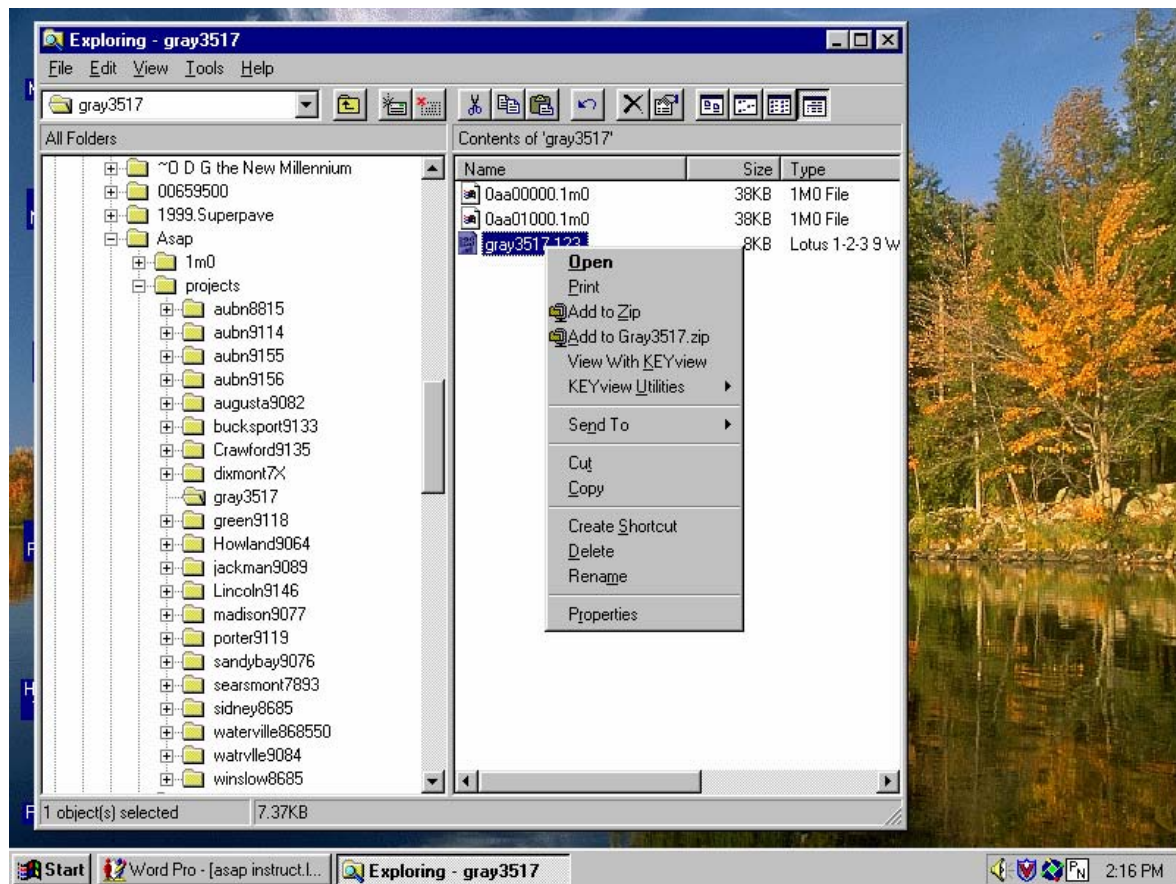 Exploring - gray3517
File Edit View Tools Help
gray3517
All Folders
Contents of 'gray3517'
~O D G the New Millennium
00659500
1999.Superpave
Asap
1m0
projects
aubn8815
aubn9114
aubn9155
aubn9156
augusta9082
bucksport9133
Crawford9135
dixmont7X
gray3517
green9118
Howland9064
jackman9089
Lincoln9146
madison9077
porter9119
sandybay9076
searsmont7893
sidney8685
waterville868550
watrvlle9084
winslow8685
Name Size Type
0aa00000.1m0 38KB 1M0 File
0aa01000.1m0 38KB 1M0 File
gray3517.123 8KB Lotus 1-2-3 9 W
Open
Print
Add to Zip
Add to Gray3517.zip
View With KEYview
KEYview Utilities
Send To
Cut
Copy
Create Shortcut
Delete
Rename
Properties
1 object(s) selected 7.37KB
Start Word Pro - [asap instruct.l... Exploring - gray3517 PN 2:16 PM